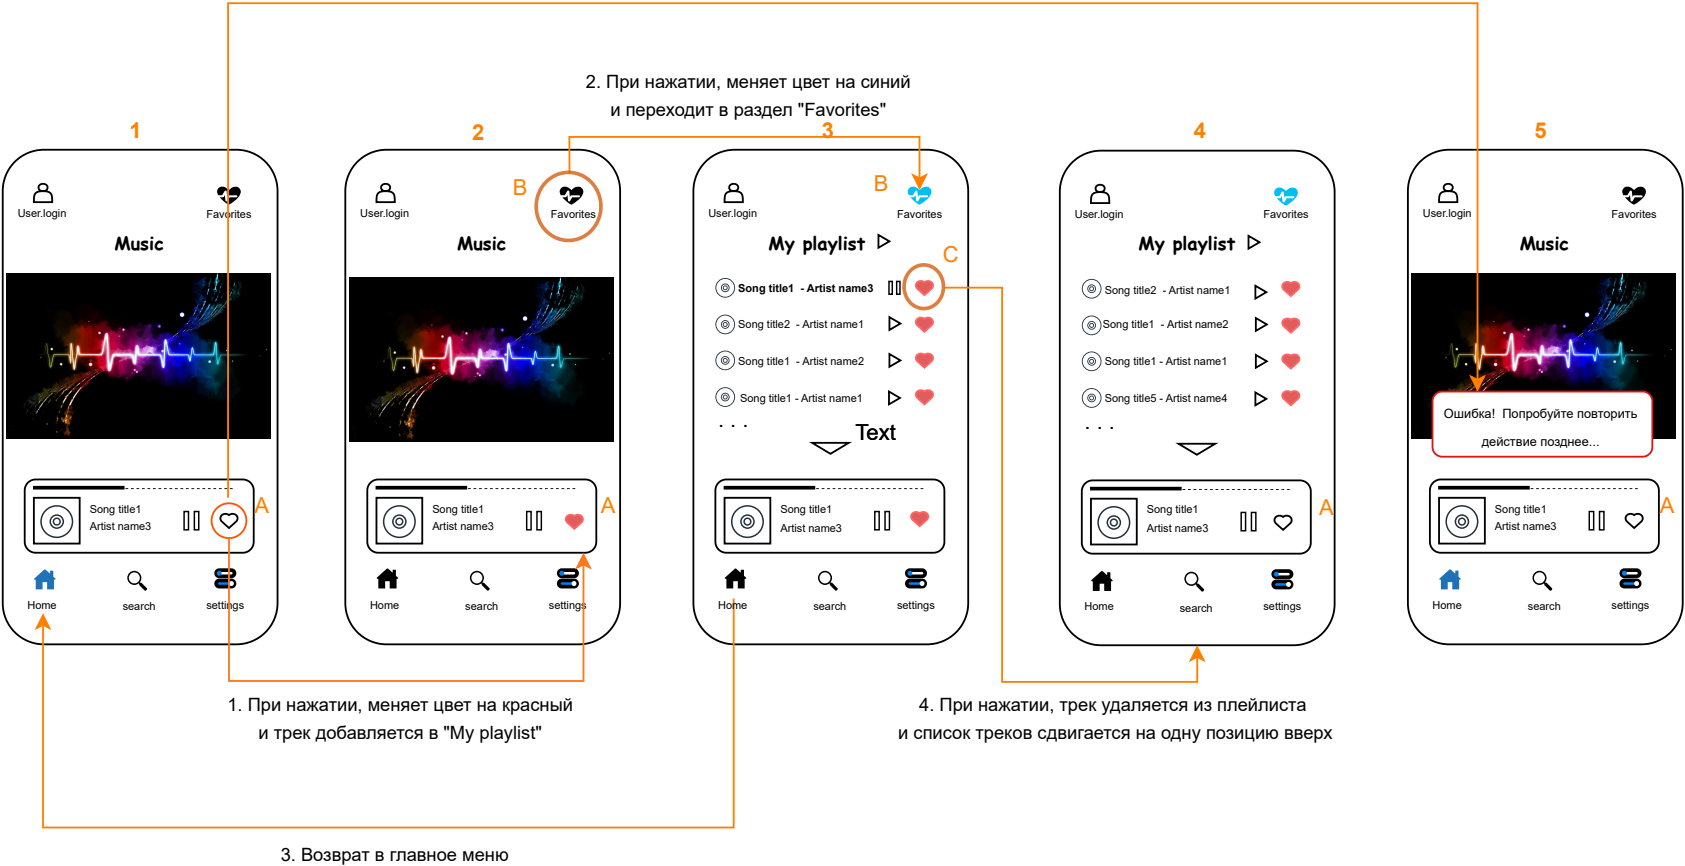 2. При нажатии, меняет цвет на синий
и переходит в раздел "Favorites"
1
User.login
Favorites
Music
Song title1
Artist name3
A
Home
search
settings
2
User.login
B
Favorites
Music
Song title1
Artist name3
A
Home
search
settings
3
User.login
B
Favorites
My playlist
C
Song title1 - Artist name3
Song title2 - Artist name1
Song title1 - Artist name2
Song title1 - Artist name1
. . .
Text
Song title1
Artist name3
Home
search
settings
4
User.login
Favorites
My playlist
Song title2 - Artist name1
Song title1 - Artist name2
Song title1 - Artist name1
Song title5 - Artist name4
. . .
Song title1
Artist name3
A
Home
search
settings
5
User.login
Favorites
Music
Ошибка! Попробуйте повторить
действие позднее...
Song title1
Artist name3
A
Home
search
settings
1. При нажатии, меняет цвет на красный
и трек добавляется в "My playlist"
4. При нажатии, трек удаляется из плейлиста
и список треков сдвигается на одну позицию вверх
3. Возврат в главное меню